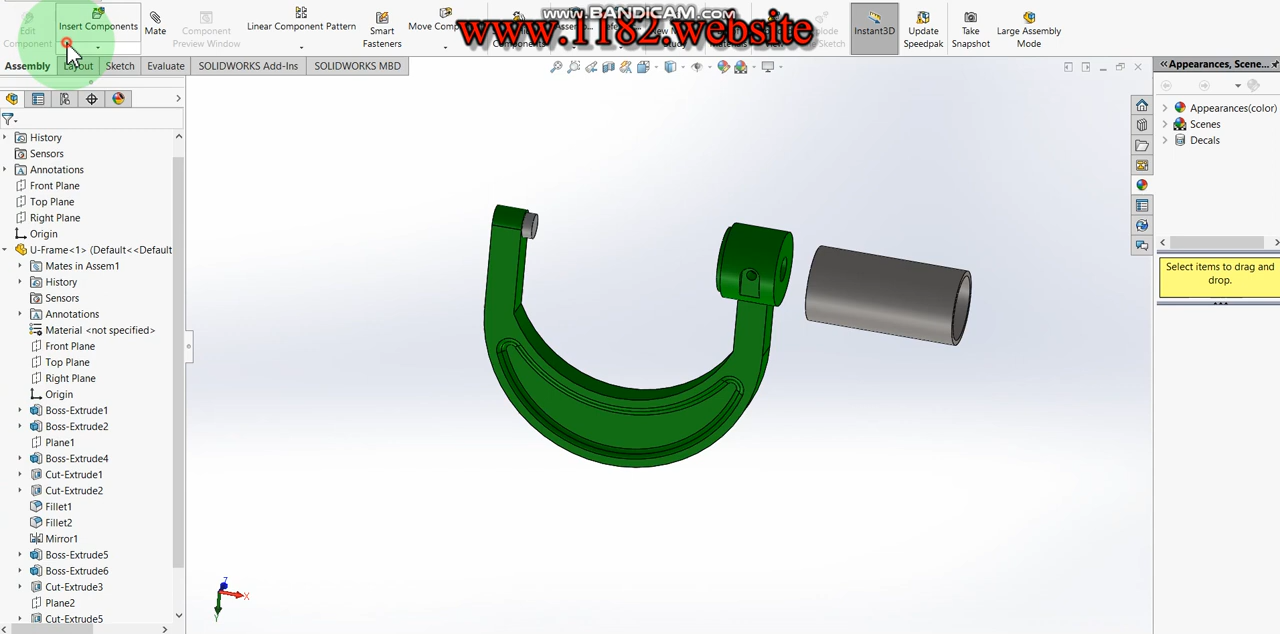 www.BANDICAM.com
www.1182.website
Edit
Component
Insert Components
Mate
Component
Preview Window
Linear Component Pattern
Smart
Fasteners
Move Comp
Instant3D
Update
Speedpak
Take
Snapshot
Large Assembly
Mode
Assembly
Layout
Sketch
Evaluate
SOLIDWORKS Add-Ins
SOLIDWORKS MBD
Appearances, Scene...
History
Sensors
Annotations
Front Plane
Top Plane
Right Plane
Origin
U-Frame<1> (Default<<Default
Mates in Assem1
History
Sensors
Annotations
Material <not specified>
Front Plane
Top Plane
Right Plane
Origin
Boss-Extrude1
Boss-Extrude2
Plane1
Boss-Extrude4
Cut-Extrude1
Cut-Extrude2
Fillet1
Fillet2
Mirror1
Boss-Extrude5
Boss-Extrude6
Cut-Extrude3
Plane2
Cut-Extrude5
Appearances(color)
Scenes
Decals
Select items to drag and
drop.
Z
X
Y